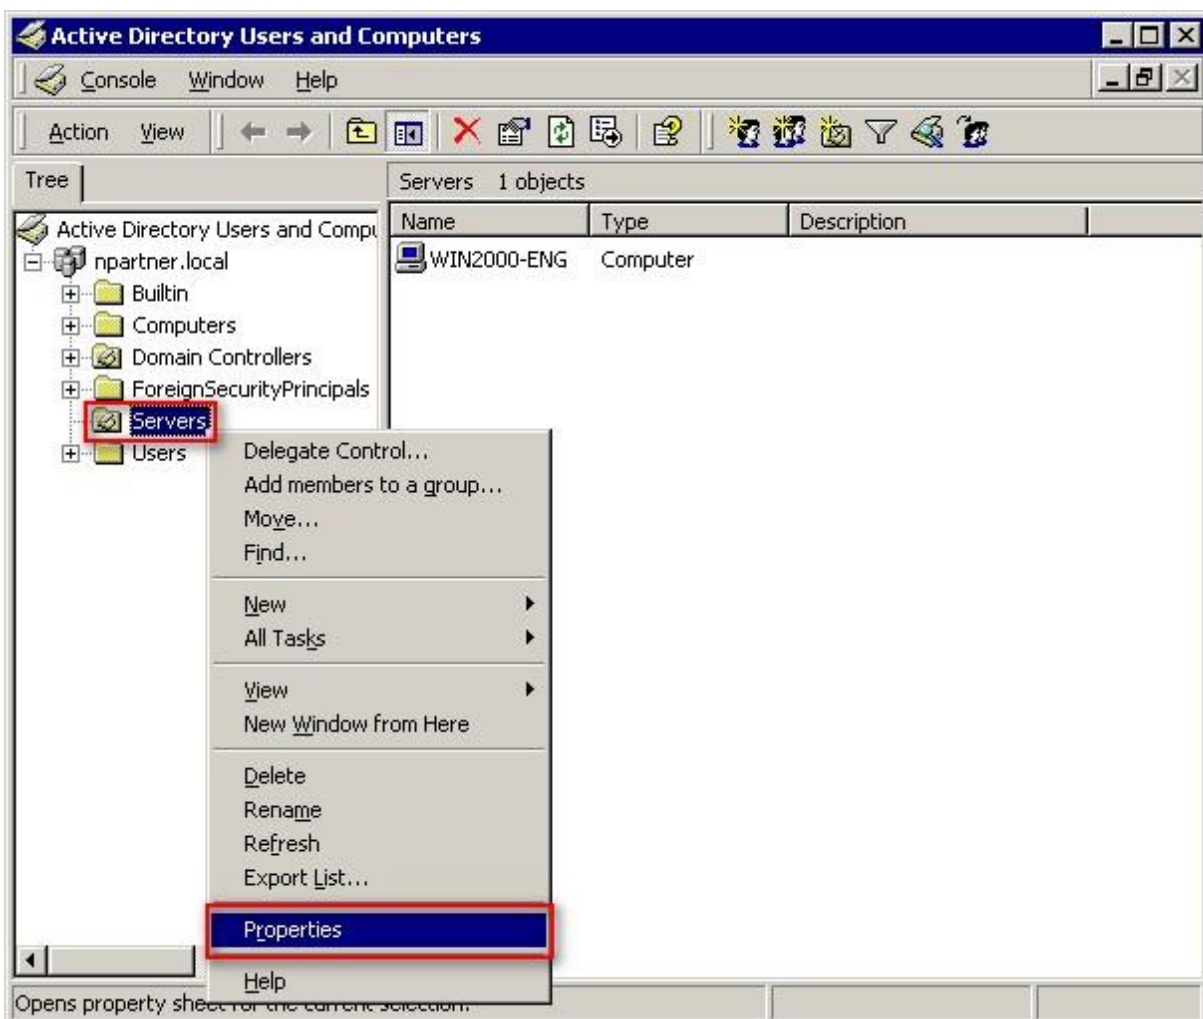 Active Directory Users and Computers
Console Window Help
Action View
Tree
Servers 1 objects
Active Directory Users and Compu
Name Type Description
npartner.local
WIN2000-ENG Computer
Builtin
Computers
Domain Controllers
ForeignSecurityPrincipals
Servers
Users
Delegate Control...
Add members to a group...
Move...
Find...
New
All Tasks
View
New Window from Here
Delete
Rename
Refresh
Export List...
Properties
Help
Opens property sheet for the current selection.